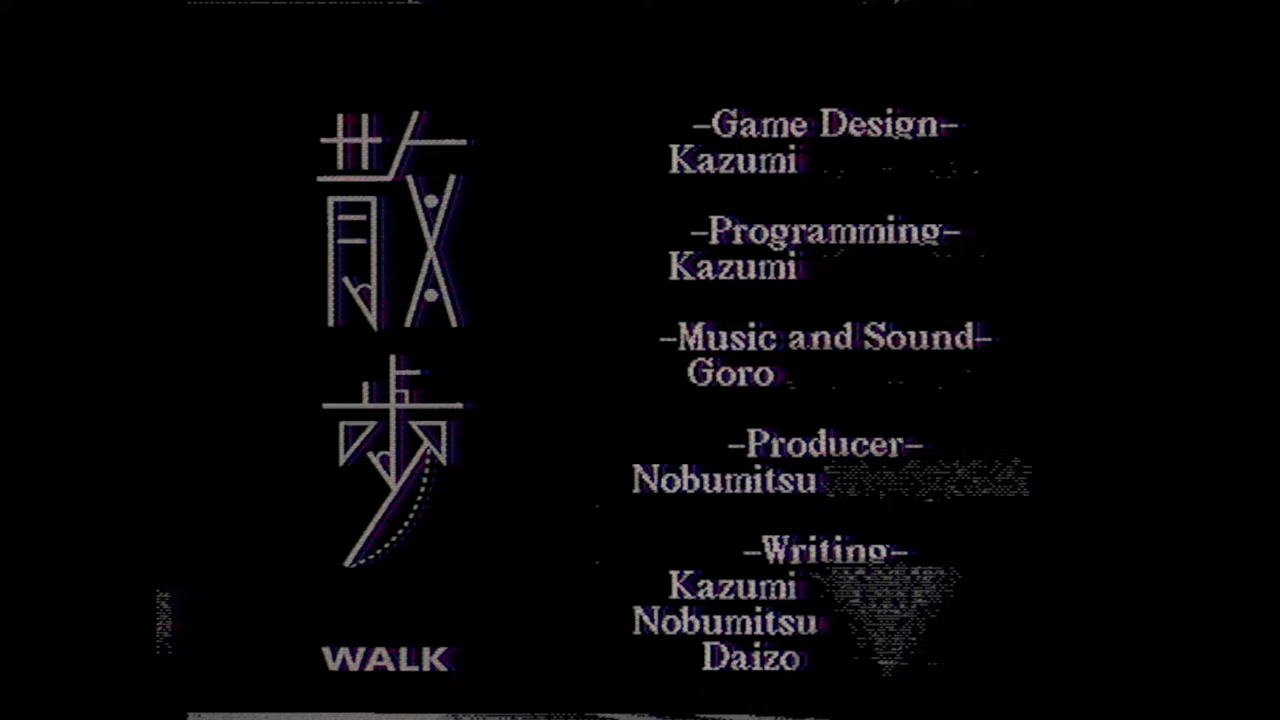 散歩
WALK
–Game Design–
Kazumi
–Programming–
Kazumi
–Music and Sound–
Goro
–Producer–
Nobumitsu
–Writing–
Kazumi
Nobumitsu
Daizo